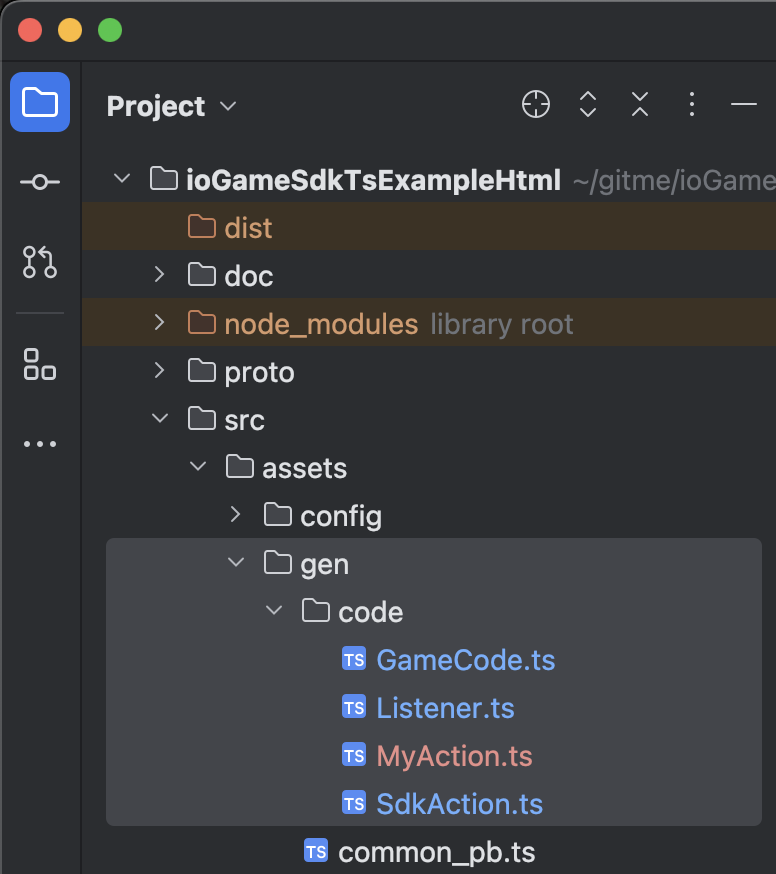 Project
ioGameSdkTsExampleHtml ~/gitme/ioGame
dist
doc
node_modules library root
proto
src
assets
config
gen
code
TS GameCode.ts
TS Listener.ts
TS MyAction.ts
TS SdkAction.ts
TS common_pb.ts